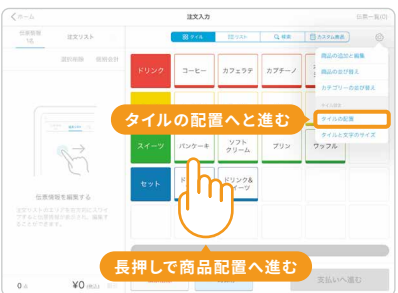 ホーム
注文入力
伝票一覧(0)
伝票情報
注文リスト
タイル
リスト
検索
カスタム商品
選択削除
商品の追加と編集
商品の並び替え
カテゴリーの並び替え
タイルの配置
タイルと文字のサイズ
ドリンク
コーヒー
カフェラテ
カプチーノ
タイルの配置へと進む
スイーツ
パンケーキ
ソフト
クリーム
プリン
ワッフル
セット
ドリンク&
伝票情報を編集する
長押しで商品配置へ進む
0点
¥0
支払いへ進む